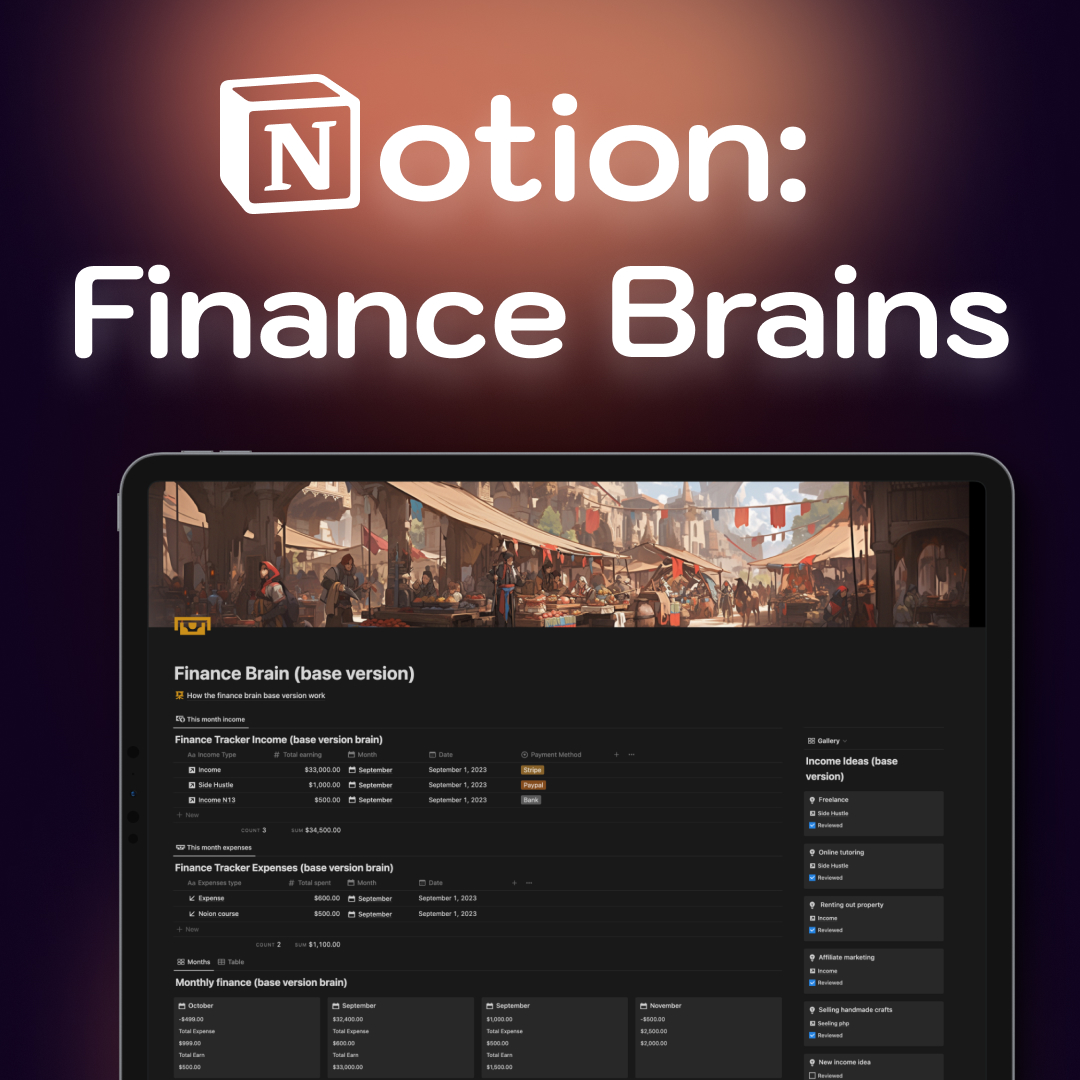 Notion:
Finance Brains
Finance Brain (base version)
How the finance brain base version work
This month income
Finance Tracker Income (base version brain)
Aa Income Type # Total earning Month Date Payment Method + ...
Income $33,000.00 September September 1, 2023 Stripe
Side Hustle $1,000.00 September September 1, 2023 Paypal
Income N13 $500.00 September September 1, 2023 Bank
+ New
COUNT 3 SUM $34,500.00
This month expenses
Finance Tracker Expenses (base version brain)
Aa Expenses type # Total spent Month Date + ...
Expense $600.00 September September 1, 2023
Noion course $500.00 September September 1, 2023
+ New
COUNT 2 SUM $1,100.00
Months Table
Monthly finance (base version brain)
October
-$499.00
Total Expense
$999.00
Total Earn
$500.00
September
$32,400.00
Total Expense
$600.00
Total Earn
$33,000.00
September
$1,000.00
Total Expense
$500.00
Total Earn
$1,500.00
November
-$500.00
$2,500.00
$2,000.00
Gallery
Income Ideas (base
version)
Freelance
Side Hustle
Reviewed
Online tutoring
Side Hustle
Reviewed
Renting out property
Income
Reviewed
Affiliate marketing
Income
Reviewed
Selling handmade crafts
Seeling php
Reviewed
New income idea
Reviewed